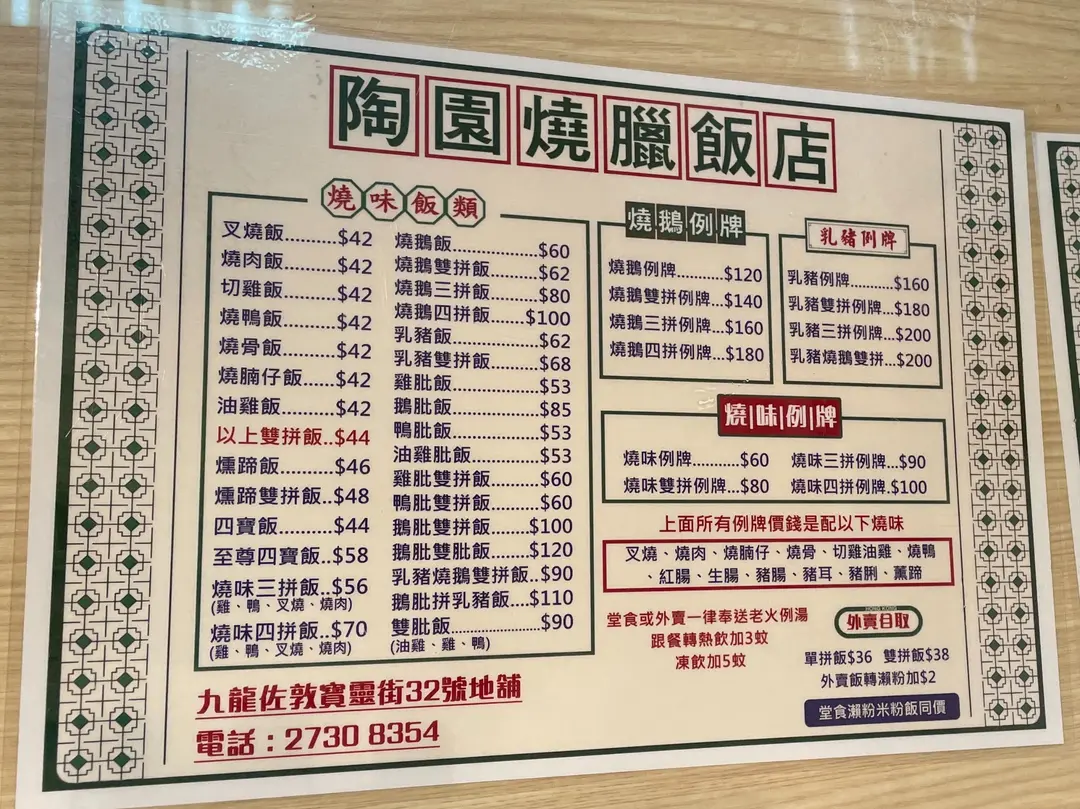 陶園燒臘飯店
燒味飯類
叉燒飯.........$42
燒肉飯.........$42
切雞飯.........$42
燒鴨飯.........$42
燒骨飯.........$42
燒腩仔飯......$42
油雞飯.........$42
以上雙拼飯..$44
燻蹄飯.........$46
燻蹄雙拼飯..$48
四寶飯.........$44
至尊四寶飯..$58
燒味三拼飯..$56
(雞、鴨、叉燒、燒肉)
燒味四拼飯..$70
(雞、鴨、叉燒、燒肉)
燒鵝飯...............$60
燒鵝雙拼飯.........$62
燒鵝三拼飯.........$80
燒鵝四拼飯.......$100
乳豬飯...............$62
乳豬雙拼飯.........$68
雞肶飯...............$53
鵝肶飯...............$85
鴨肶飯...............$53
油雞肶飯............$53
雞肶雙拼飯.........$60
鴨肶雙拼飯.........$60
鵝肶雙拼飯.......$100
鵝肶雙肶飯.......$120
乳豬燒鵝雙拼飯..$90
鵝肶拼乳豬飯....$110
雙肶飯...............$90
(油雞、雞、鴨)
燒鵝例牌
燒鵝例牌.........$120
燒鵝雙拼例牌...$140
燒鵝三拼例牌...$160
燒鵝四拼例牌...$180
乳豬例牌
乳豬例牌..........$160
乳豬雙拼例牌...$180
乳豬三拼例牌...$200
乳豬燒鵝雙拼...$200
燒|味|例|牌
燒味例牌...........$60
燒味雙拼例牌...$80
燒味三拼例牌...$90
燒味四拼例牌.$100
上面所有例牌價錢是配以下燒味
叉燒、燒肉、燒腩仔、燒骨、切雞油雞、燒鴨
、紅腸、生腸、豬腸、豬耳、豬脷、薰蹄
堂食或外賣一律奉送老火例湯
跟餐轉熱飲加3蚊
凍飲加5蚊
HONG KONG
外賣自取
單拼飯$36 雙拼飯$38
外賣飯轉瀨粉加$2
堂食瀨粉米粉飯同價
九龍佐敦寶靈街32號地舖
電話：2730 8354